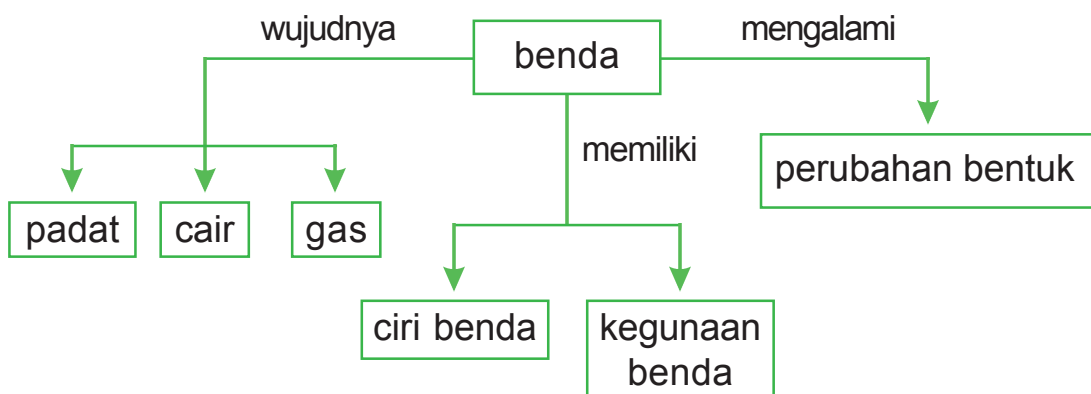 wujudnya
benda
mengalami
memiliki
perubahan bentuk
padat
cair
gas
ciri benda
kegunaan
benda